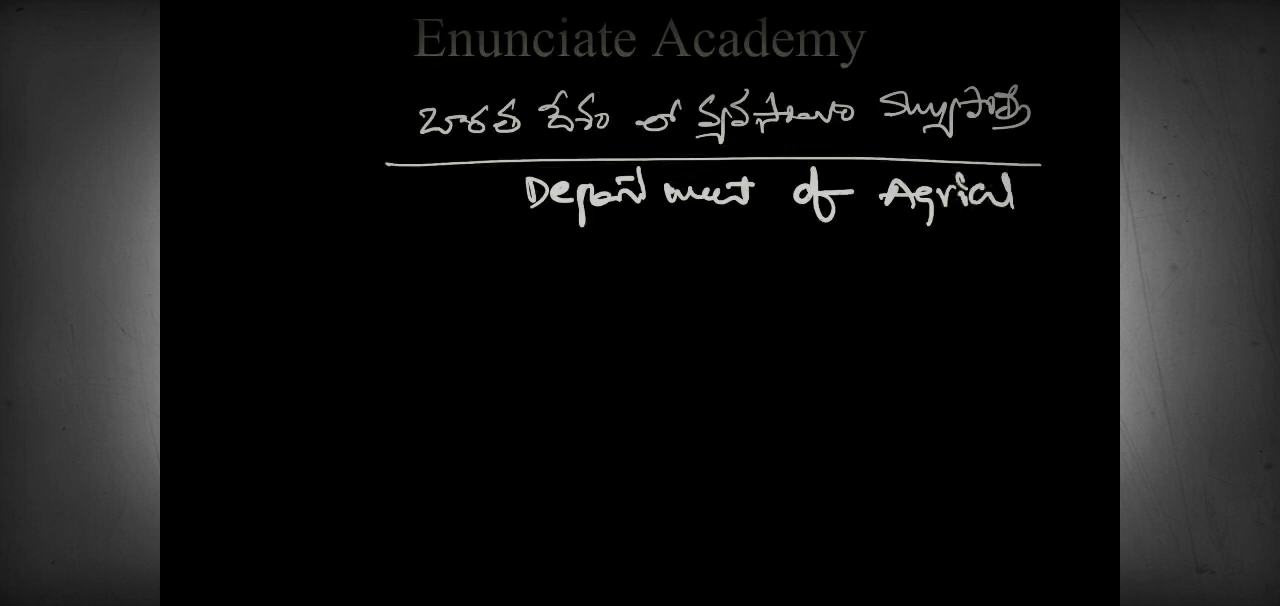 Enunciate Academy
బారత దేశం లో వ్యవసాయం
Department of Agricul